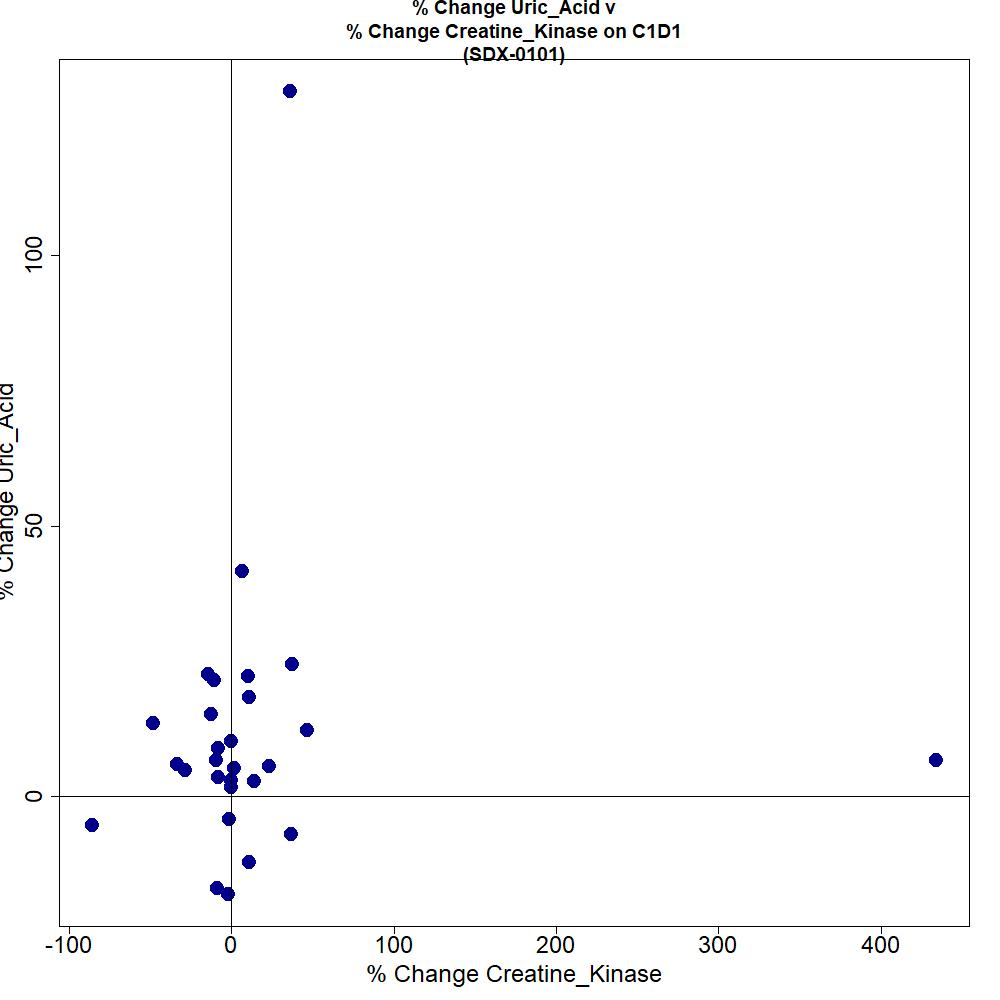 % Change Uric_Acid v
% Change Creatine_Kinase on C1D1
(SDX-0101)
100
50
0
% Change Uric_Acid
-100 0 100 200 300 400
% Change Creatine_Kinase